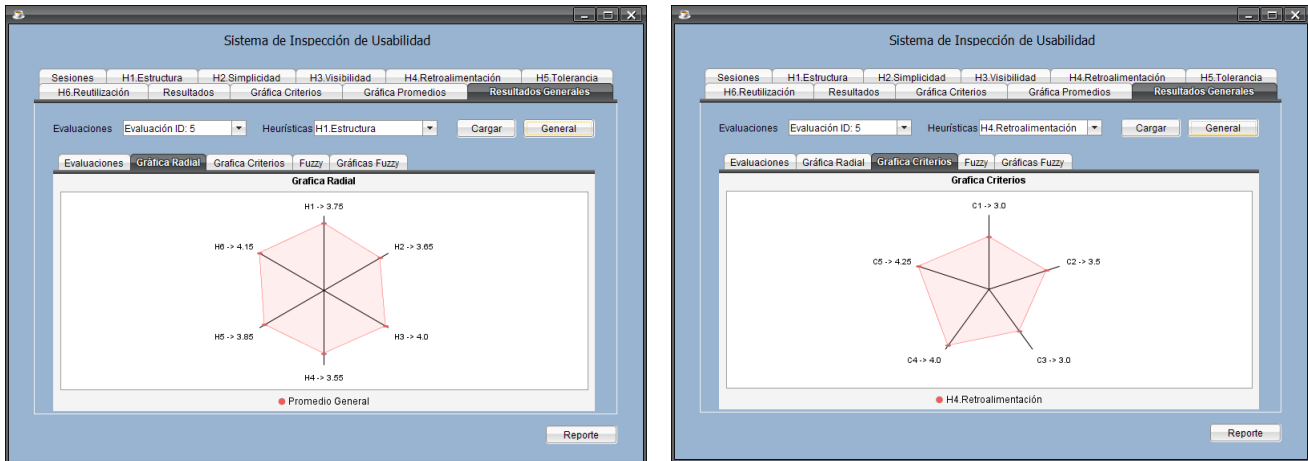 Sistema de Inspección de Usabilidad
Sesiones H1.Estructura H2.Simplicidad H3.Visibilidad H4.Retroalimentación H5.Tolerancia
H6.Reutilización Resultados Gráfica Criterios Gráfica Promedios Resultados Generales
Evaluaciones Evaluación ID: 5 Heurísticas H1.Estructura Cargar General
Evaluaciones Gráfica Radial Grafica Criterios Fuzzy Gráficas Fuzzy
Grafica Radial
H1 -> 3.75
H6 -> 4.15 H2 -> 3.65
H5 -> 3.85 H3 -> 4.0
H4 -> 3.55
Promedio General
Reporte
Sistema de Inspección de Usabilidad
Sesiones H1.Estructura H2.Simplicidad H3.Visibilidad H4.Retroalimentación H5.Tolerancia
H6.Reutilización Resultados Gráfica Criterios Gráfica Promedios Resultados Generales
Evaluaciones Evaluación ID: 5 Heurísticas H4.Retroalimentación Cargar General
Evaluaciones Gráfica Radial Grafica Criterios Fuzzy Gráficas Fuzzy
Grafica Criterios
C1 -> 3.0
C5 -> 4.25 C2 -> 3.5
C4 -> 4.0 C3 -> 3.0
H4.Retroalimentación
Reporte